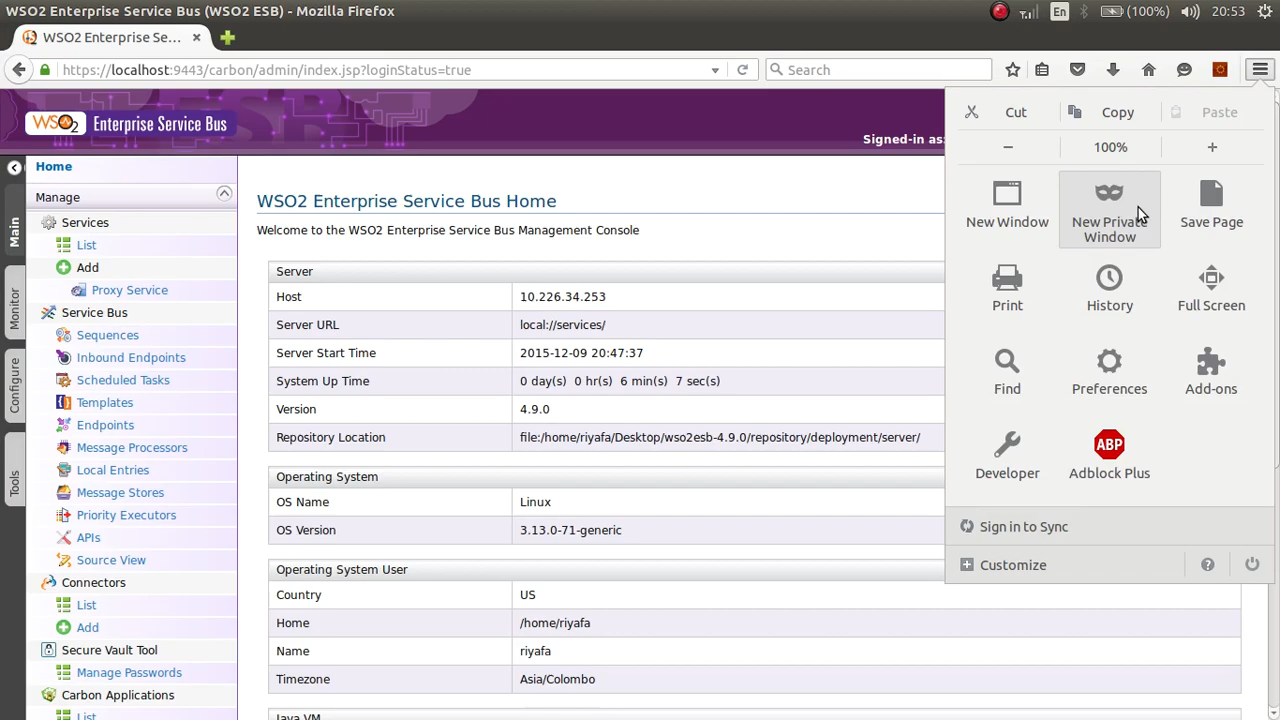 WSO2 Enterprise Service Bus (WSO2 ESB) - Mozilla Firefox
En
(100%)
20:53
WSO2 Enterprise Se...
https://localhost:9443/carbon/admin/index.jsp?loginStatus=true
Search
WSO2 Enterprise Service Bus
Signed-in as:
Cut
Copy
Paste
100%
New Window
New Private Window
Save Page
Print
History
Full Screen
Find
Preferences
Add-ons
Developer
ABP
Adblock Plus
Sign in to Sync
Customize
Main
Monitor
Configure
Tools
Home
Manage
Services
List
Add
Proxy Service
Service Bus
Sequences
Inbound Endpoints
Scheduled Tasks
Templates
Endpoints
Message Processors
Local Entries
Message Stores
Priority Executors
APIs
Source View
Connectors
List
Add
Secure Vault Tool
Manage Passwords
Carbon Applications
List
WSO2 Enterprise Service Bus Home
Welcome to the WSO2 Enterprise Service Bus Management Console
Server
Host 10.226.34.253
Server URL local://services/
Server Start Time 2015-12-09 20:47:37
System Up Time 0 day(s) 0 hr(s) 6 min(s) 7 sec(s)
Version 4.9.0
Repository Location file:/home/riyafa/Desktop/wso2esb-4.9.0/repository/deployment/server/
Operating System
OS Name Linux
OS Version 3.13.0-71-generic
Operating System User
Country US
Home /home/riyafa
Name riyafa
Timezone Asia/Colombo
Java VM